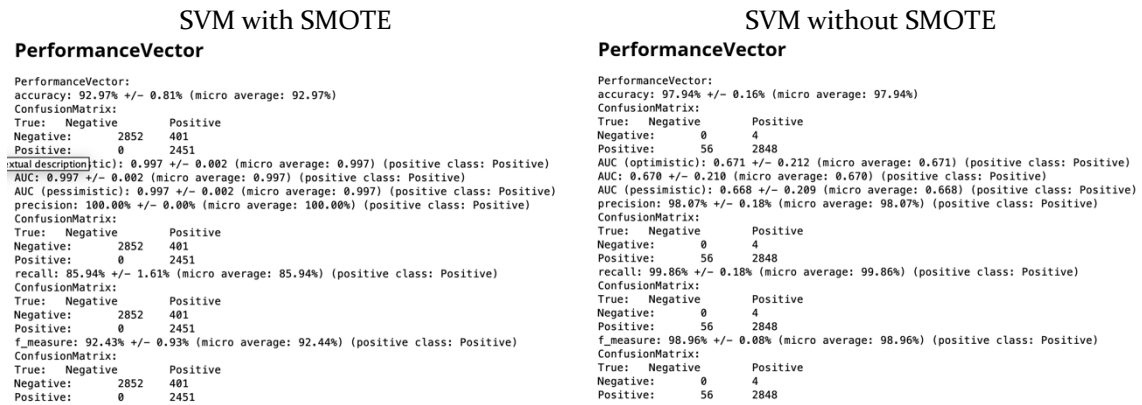 SVM with SMOTE
PerformanceVector
PerformanceVector:
accuracy: 92.97% +/- 0.81% (micro average: 92.97%)
ConfusionMatrix:
True: Negative Positive
Negative: 2852 401
Positive: 0 2451
extual description tic): 0.997 +/- 0.002 (micro average: 0.997) (positive class: Positive)
AUC: 0.997 +/- 0.002 (micro average: 0.997) (positive class: Positive)
AUC (pessimistic): 0.997 +/- 0.002 (micro average: 0.997) (positive class: Positive)
precision: 100.00% +/- 0.00% (micro average: 100.00%) (positive class: Positive)
ConfusionMatrix:
True: Negative Positive
Negative: 2852 401
Positive: 0 2451
recall: 85.94% +/- 1.61% (micro average: 85.94%) (positive class: Positive)
ConfusionMatrix:
True: Negative Positive
Negative: 2852 401
Positive: 0 2451
f_measure: 92.43% +/- 0.93% (micro average: 92.44%) (positive class: Positive)
ConfusionMatrix:
True: Negative Positive
Negative: 2852 401
Positive: 0 2451
SVM without SMOTE
PerformanceVector
PerformanceVector:
accuracy: 97.94% +/- 0.16% (micro average: 97.94%)
ConfusionMatrix:
True: Negative Positive
Negative: 0 4
Positive: 56 2848
AUC (optimistic): 0.671 +/- 0.212 (micro average: 0.671) (positive class: Positive)
AUC: 0.670 +/- 0.210 (micro average: 0.670) (positive class: Positive)
AUC (pessimistic): 0.668 +/- 0.209 (micro average: 0.668) (positive class: Positive)
precision: 98.07% +/- 0.18% (micro average: 98.07%) (positive class: Positive)
ConfusionMatrix:
True: Negative Positive
Negative: 0 4
Positive: 56 2848
recall: 99.86% +/- 0.18% (micro average: 99.86%) (positive class: Positive)
ConfusionMatrix:
True: Negative Positive
Negative: 0 4
Positive: 56 2848
f_measure: 98.96% +/- 0.08% (micro average: 98.96%) (positive class: Positive)
ConfusionMatrix:
True: Negative Positive
Negative: 0 4
Positive: 56 2848